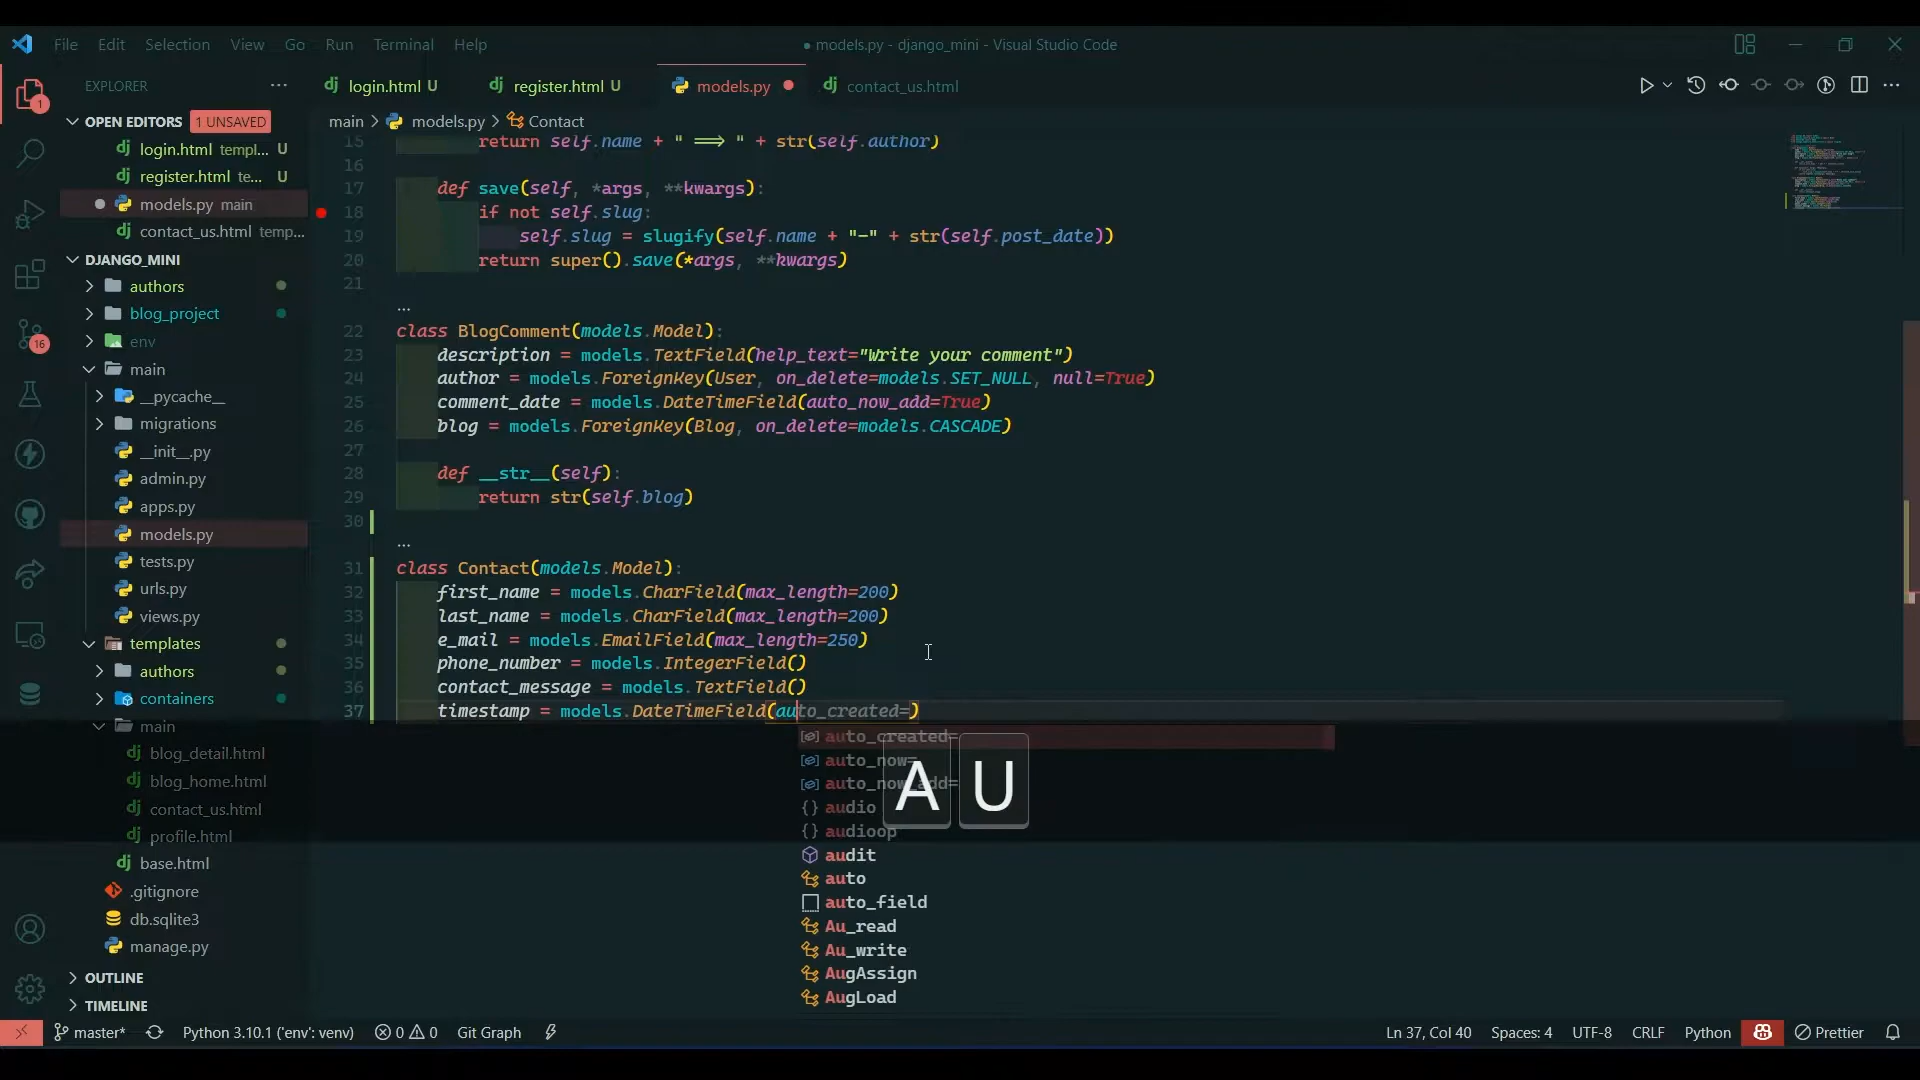 File Edit Selection View Go Run Terminal Help
● models.py - django_mini - Visual Studio Code
EXPLORER ···
login.html U
register.html U
models.py
contact_us.html
OPEN EDITORS 1 UNSAVED
login.html templ... U
register.html te... U
models.py main
contact_us.html temp...
DJANGO_MINI
authors
blog_project
env
main
__pycache__
migrations
__init__.py
admin.py
apps.py
models.py
tests.py
urls.py
views.py
templates
authors
containers
main
blog_detail.html
blog_home.html
contact_us.html
profile.html
base.html
.gitignore
db.sqlite3
manage.py
OUTLINE
TIMELINE
1
16
main > models.py > Contact
15 return self.name + " ⟹ " + str(self.author)
16
17 def save(self, *args, **kwargs):
18 if not self.slug:
19 self.slug = slugify(self.name + "-" + str(self.post_date))
20 return super().save(*args, **kwargs)
21
...
22 class BlogComment(models.Model):
23 description = models.TextField(help_text="Write your comment")
24 author = models.ForeignKey(User, on_delete=models.SET_NULL, null=True)
25 comment_date = models.DateTimeField(auto_now_add=True)
26 blog = models.ForeignKey(Blog, on_delete=models.CASCADE)
27
28 def __str__(self):
29 return str(self.blog)
30
...
31 class Contact(models.Model):
32 first_name = models.CharField(max_length=200)
33 last_name = models.CharField(max_length=200)
34 e_mail = models.EmailField(max_length=250)
35 phone_number = models.IntegerField()
36 contact_message = models.TextField()
37 timestamp = models.DateTimeField(auto_created=)
auto_created=
auto_now=
auto_now_add=
audio
audioop
audit
auto
auto_field
Au_read
Au_write
AugAssign
AugLoad
A U
master* Python 3.10.1 ('env': venv) 0 0 Git Graph
Ln 37, Col 40 Spaces: 4 UTF-8 CRLF Python Prettier